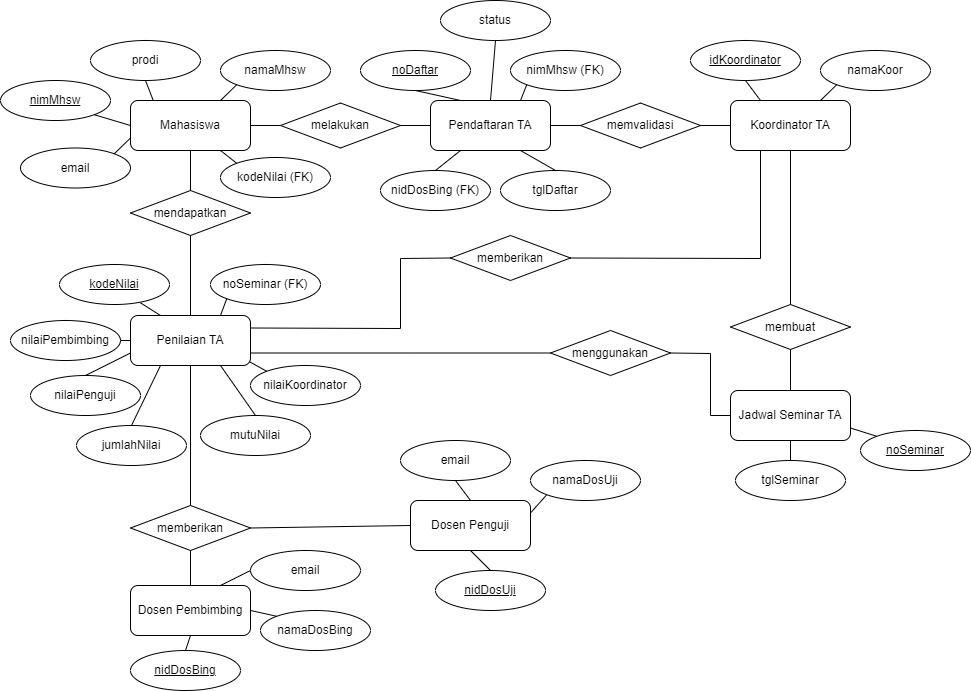 status
prodi
namaMhsw
noDaftar
nimMhsw (FK)
idKoordinator
namaKoor
nimMhsw
Mahasiswa
melakukan
Pendaftaran TA
memvalidasi
Koordinator TA
email
kodeNilai (FK)
nidDosBing (FK)
tglDaftar
mendapatkan
memberikan
kodeNilai
noSeminar (FK)
membuat
nilaiPembimbing
Penilaian TA
menggunakan
nilaiPenguji
nilaiKoordinator
Jadwal Seminar TA
jumlahNilai
mutuNilai
noSeminar
email
namaDosUji
tglSeminar
memberikan
Dosen Penguji
email
nidDosUji
Dosen Pembimbing
namaDosBing
nidDosBing